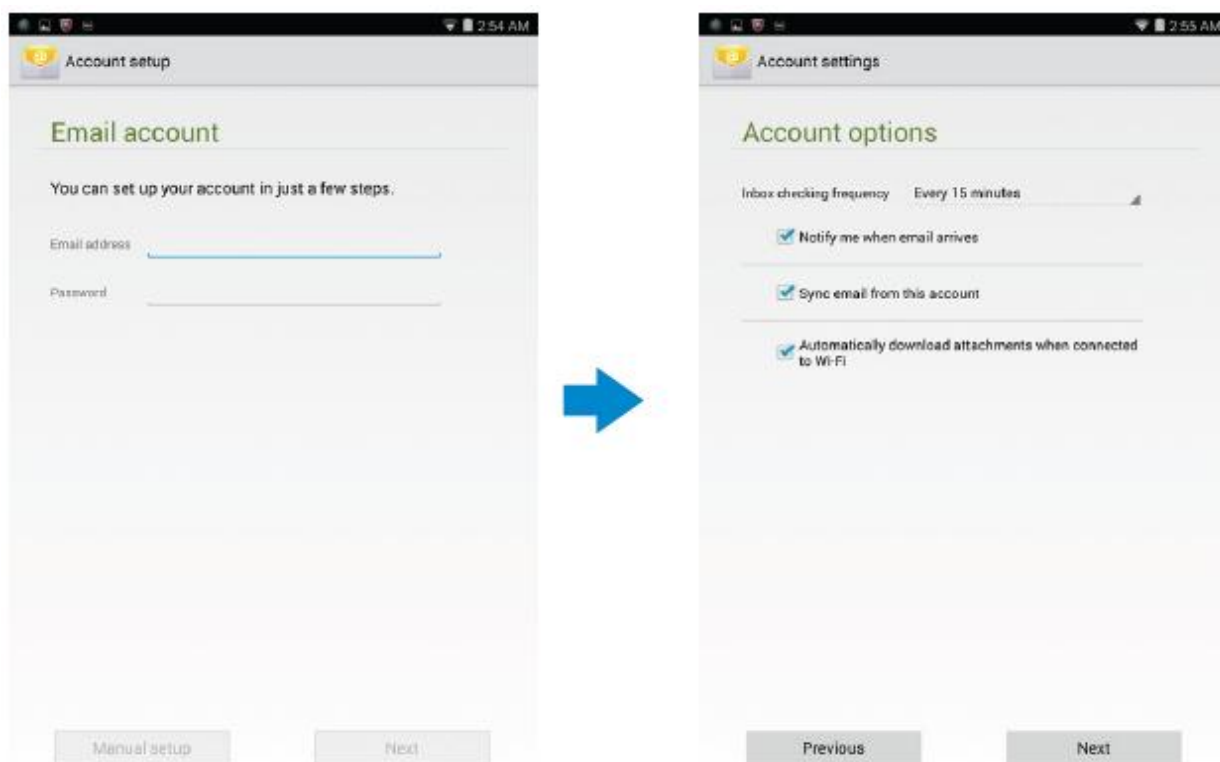 2:54 AM
Account setup
Email account
You can set up your account in just a few steps.
Email address
Password
Manual setup
Next
2:55 AM
Account settings
Account options
Inbox checking frequency Every 15 minutes
Notify me when email arrives
Sync email from this account
Automatically download attachments when connected
to Wi-Fi
Previous
Next